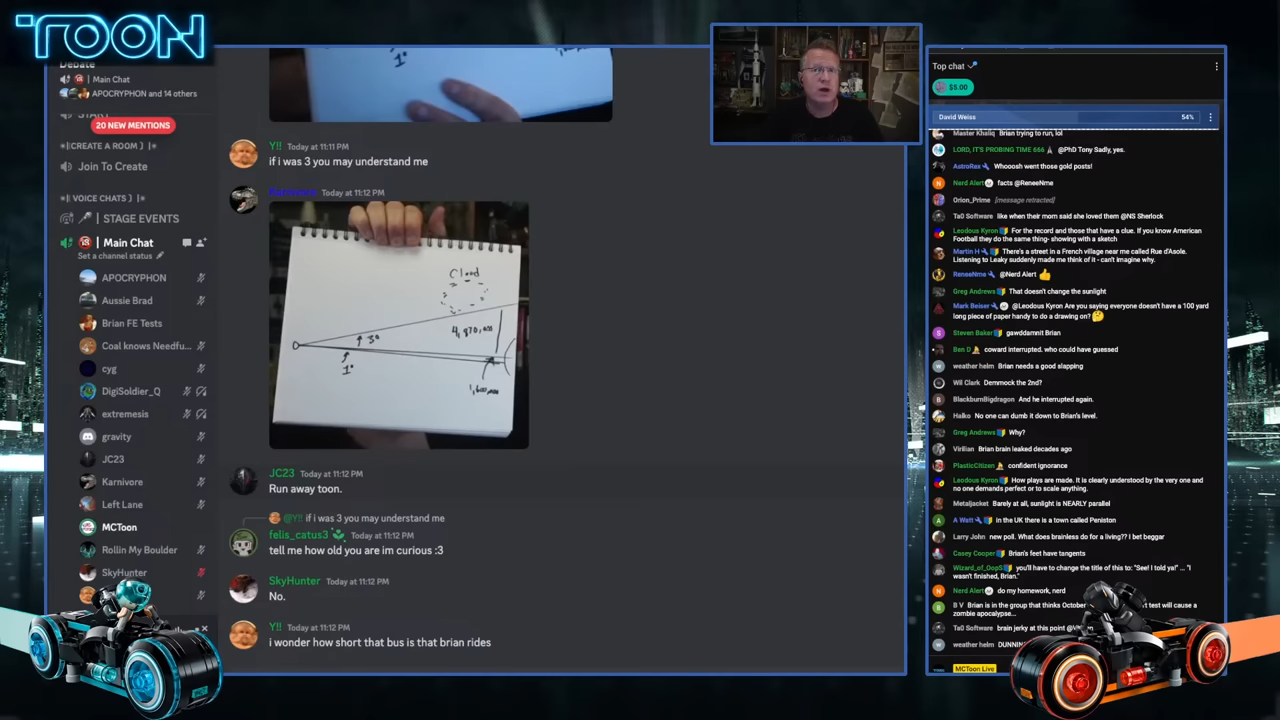 TOON
Debate
Main Chat
APOCRYPHON and 14 others
START
20 NEW MENTIONS
CREATE A ROOM
Join To Create
VOICE CHATS
STAGE EVENTS
Main Chat
Set a channel status
APOCRYPHON
Aussie Brad
Brian FE Tests
Coal knows Needfu...
cyg
DigiSoldier_Q
extremesis
gravity
JC23
Karnivore
Left Lane
MCToon
Rollin My Boulder
SkyHunter
1°
Y!! Today at 11:11 PM
if i was 3 you may understand me
Today at 11:12 PM
Cloud
3°
4,870,000
1°
JC23 Today at 11:12 PM
Run away toon.
@Y!! if i was 3 you may understand me
felis_catus3 Today at 11:12 PM
tell me how old you are im curious :3
SkyHunter Today at 11:12 PM
No.
Y!! Today at 11:12 PM
i wonder how short that bus is that brian rides
Top chat
$5.00
David Weiss 54%
Master Khaliq Brian trying to run, lol
LORD, IT'S PROBING TIME 666 @PhD Tony Sadly, yes.
AstroRax Whooosh went those gold posts!
Nerd Alert facts @ReneeNme
Orion_Prime [message retracted]
Ta0 Software like when their mom said she loved them @NS Sherlock
Leodous Kyron For the record and those that have a clue. If you know American
Football they do the same thing- showing with a sketch
Martin H There's a street in a French village near me called Rue d'Asole.
Listening to Leaky suddenly made me think of it - can't imagine why.
ReneeNme @Nerd Alert
Greg Andrews That doesn't change the sunlight
Mark Beiser @Leodous Kyron Are you saying everyone doesn't have a 100 yard
long piece of paper handy to do a drawing on?
Steven Baker gawddamnit Brian
Ben D coward interrupted. who could have guessed
weather helm Brian needs a good slapping
Wil Clark Demmock the 2nd?
BlackburnBigdragon And he interrupted again.
Halko No one can dumb it down to Brian's level.
Greg Andrews Why?
Virilian Brian brain leaked decades ago
PlasticCitizen confident ignorance
Leodous Kyron How plays are made. It is clearly understood by the very one and
no one demands perfect or to scale anything.
Metaljacket Barely at all, sunlight is NEARLY parallel
A Watt in the UK there is a town called Peniston
Larry John new poll. What does brainless do for a living?? I bet beggar
Casey Cooper Brian's feet have tangents
Wizard_of_OopS you'll have to change the title of this to: "See! I told ya!" ... "I
wasn't finished, Brian."
Nerd Alert do my homework, nerd
B V Brian is in the group that thinks October test will cause a
zombie apocalypse...
Ta0 Software brain jerky at this point
weather helm
MCToon Live